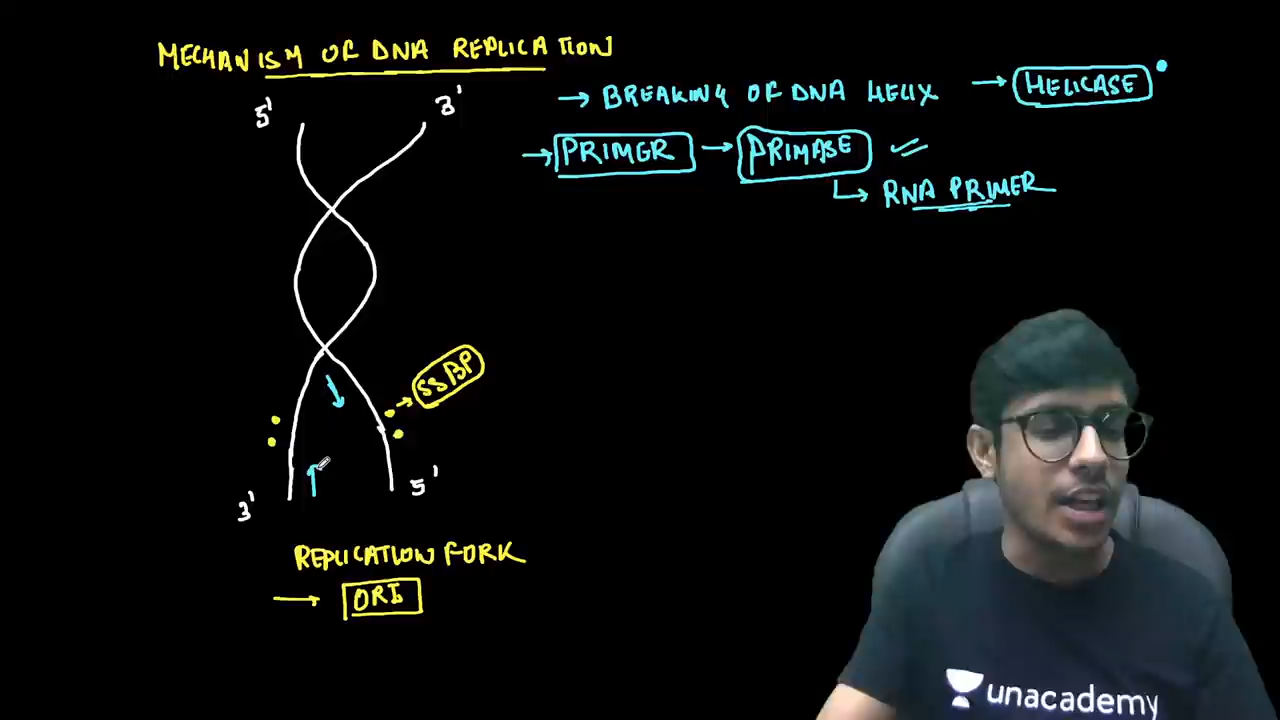 MECHANISM OF DNA REPLICATION
→ BREAKING OF DNA HELIX → HELICASE
→ PRIMER → PRIMASE
RNA PRIMER
5' 3'
SSBP
3' 5'
REPLICATION FORK
→ ORI
unacademy